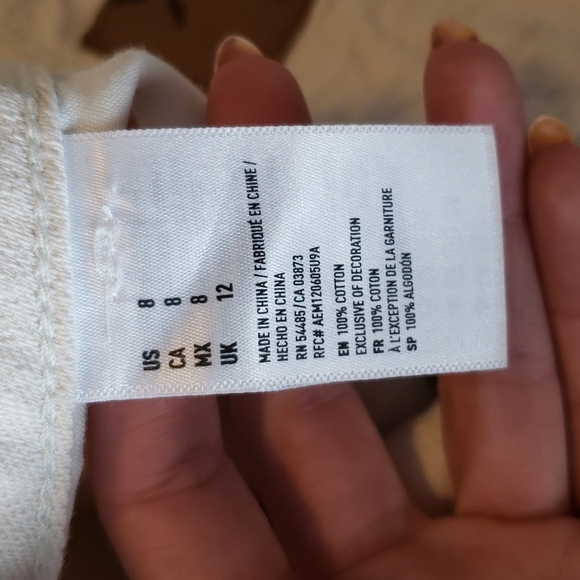 US 8
CA 8
MX 8
UK 12
MADE IN CHINA / FABRIQUÉ EN CHINE /
HECHO EN CHINA
RN 54485/CA 03873
RFC# AEM120605U9A
EN 100% COTTON
EXCLUSIVE OF DECORATION
FR 100% COTON
À L'EXCEPTION DE LA GARNITURE
SP 100% ALGODÓN